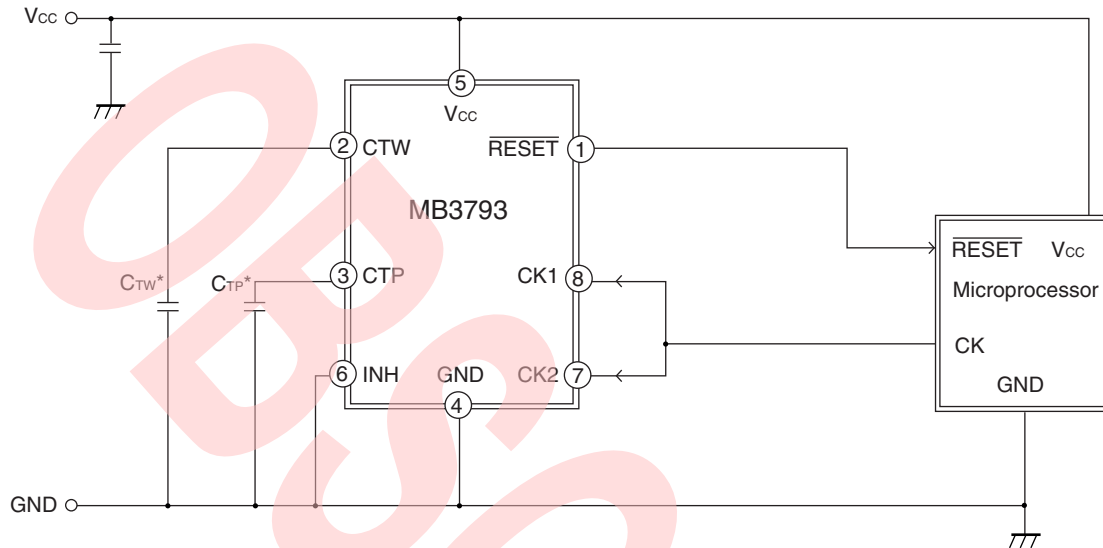 Vcc
5
Vcc
2 CTW
RESET 1
MB3793
RESET Vcc
CTW*
CTP*
3 CTP
CK1 8
Microprocessor
CK
6 INH
GND
CK2 7
GND
4
GND
OBSO